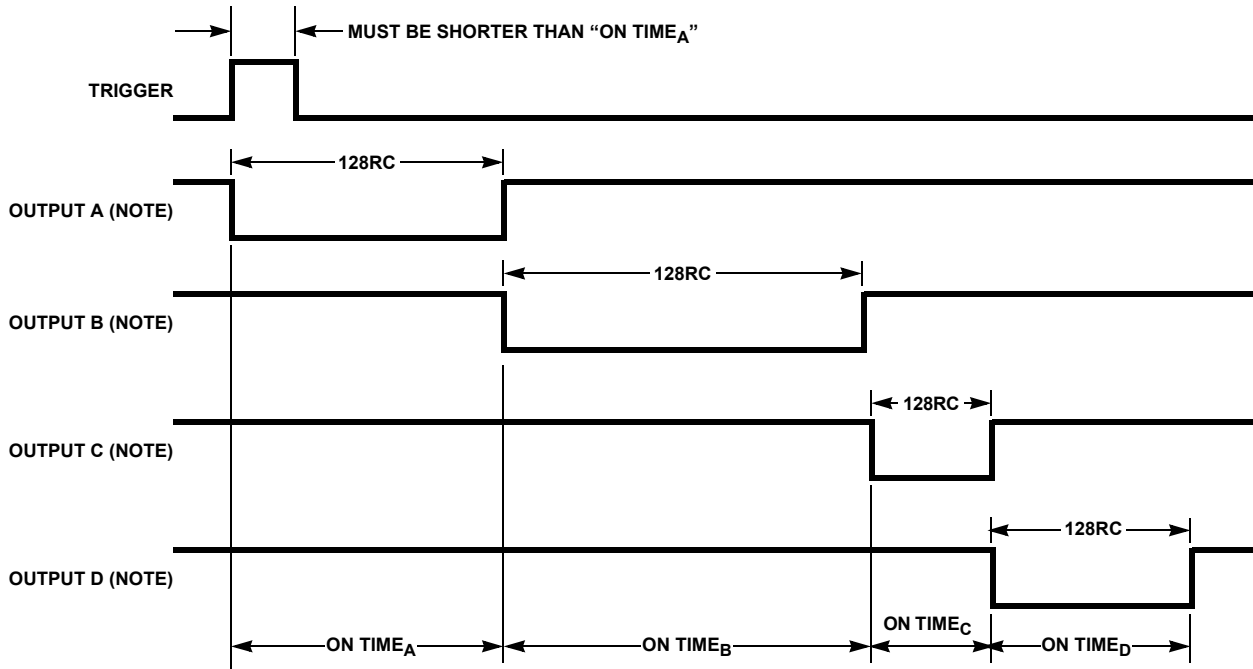 MUST BE SHORTER THAN “ON TIMEA”
TRIGGER
128RC
OUTPUT A (NOTE)
128RC
OUTPUT B (NOTE)
128RC
OUTPUT C (NOTE)
128RC
OUTPUT D (NOTE)
ON TIMEA
ON TIMEB
ON TIMEC
ON TIMED